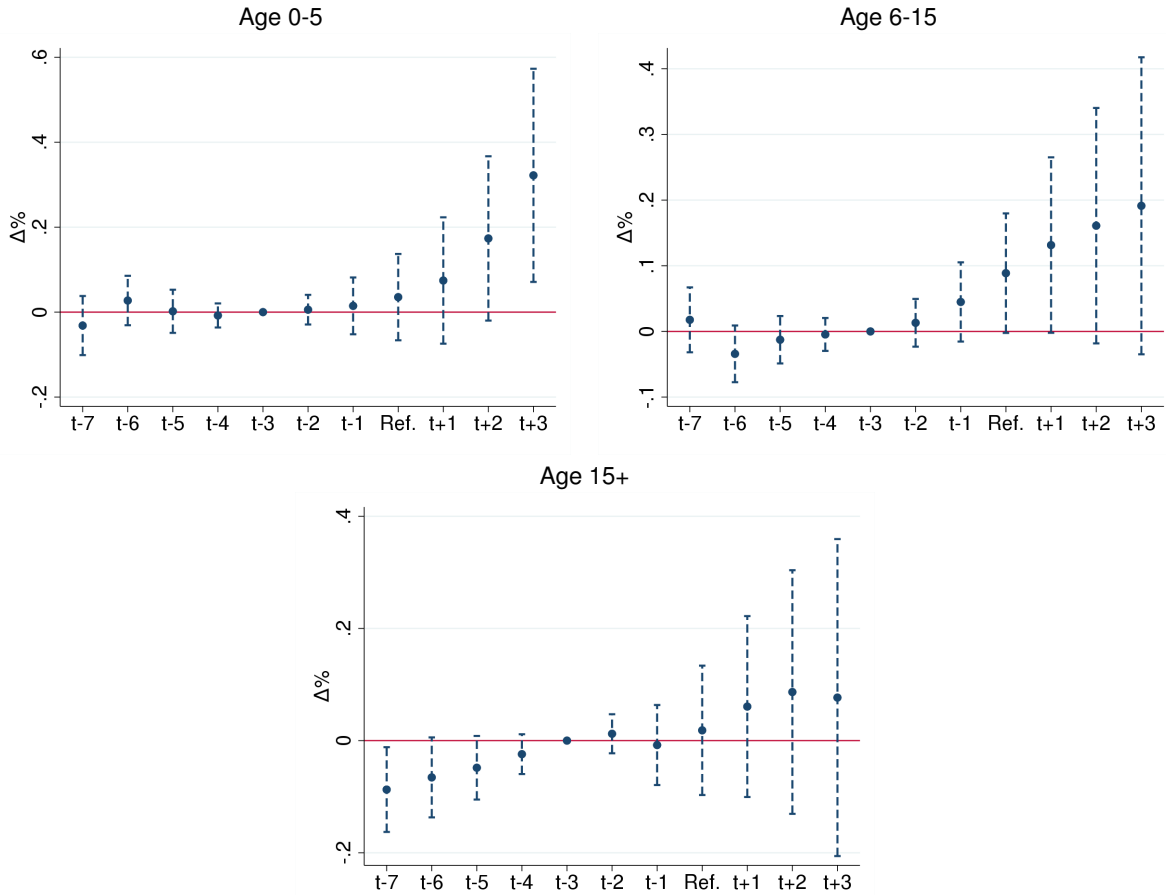 Age 0-5
Δ%
.6
.4
.2
0
-.2
t-7 t-6 t-5 t-4 t-3 t-2 t-1 Ref. t+1 t+2 t+3
Age 6-15
Δ%
.4
.3
.2
.1
0
-.1
t-7 t-6 t-5 t-4 t-3 t-2 t-1 Ref. t+1 t+2 t+3
Age 15+
Δ%
.4
.2
0
-.2
t-7 t-6 t-5 t-4 t-3 t-2 t-1 Ref. t+1 t+2 t+3